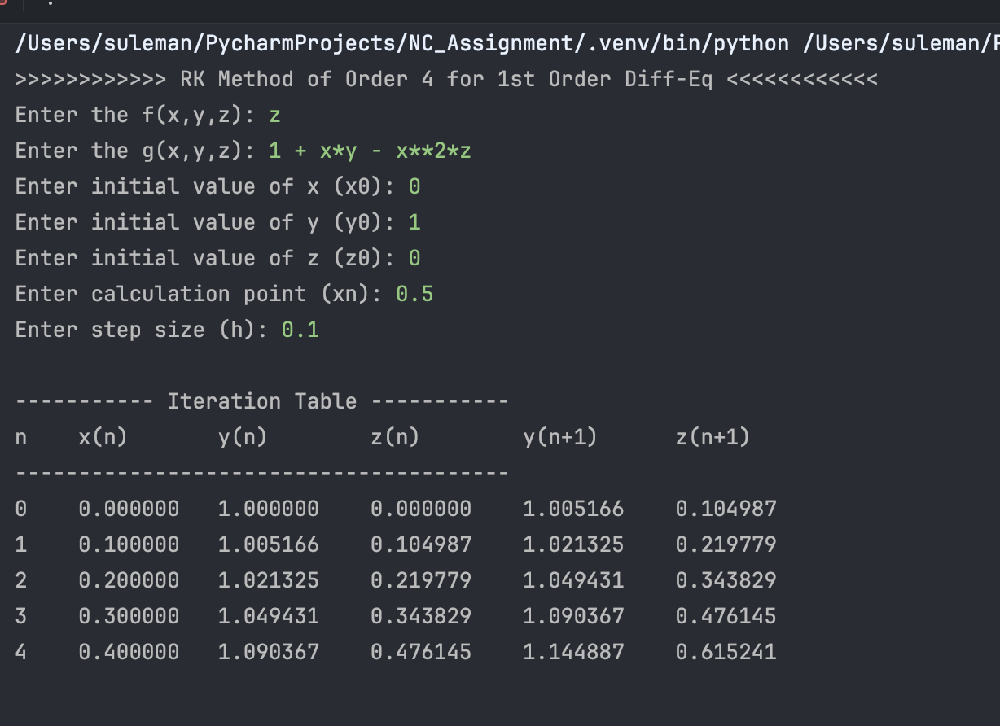 /Users/suleman/PycharmProjects/NC_Assignment/.venv/bin/python /Users/suleman/
>>>>>>>>>>>> RK Method of Order 4 for 1st Order Diff-Eq <<<<<<<<<<<<
Enter the f(x,y,z): z
Enter the g(x,y,z): 1 + x*y - x**2*z
Enter initial value of x (x0): 0
Enter initial value of y (y0): 1
Enter initial value of z (z0): 0
Enter calculation point (xn): 0.5
Enter step size (h): 0.1
----------- Iteration Table -----------
n x(n) y(n) z(n) y(n+1) z(n+1)
---------------------------------------
0 0.000000 1.000000 0.000000 1.005166 0.104987
1 0.100000 1.005166 0.104987 1.021325 0.219779
2 0.200000 1.021325 0.219779 1.049431 0.343829
3 0.300000 1.049431 0.343829 1.090367 0.476145
4 0.400000 1.090367 0.476145 1.144887 0.615241